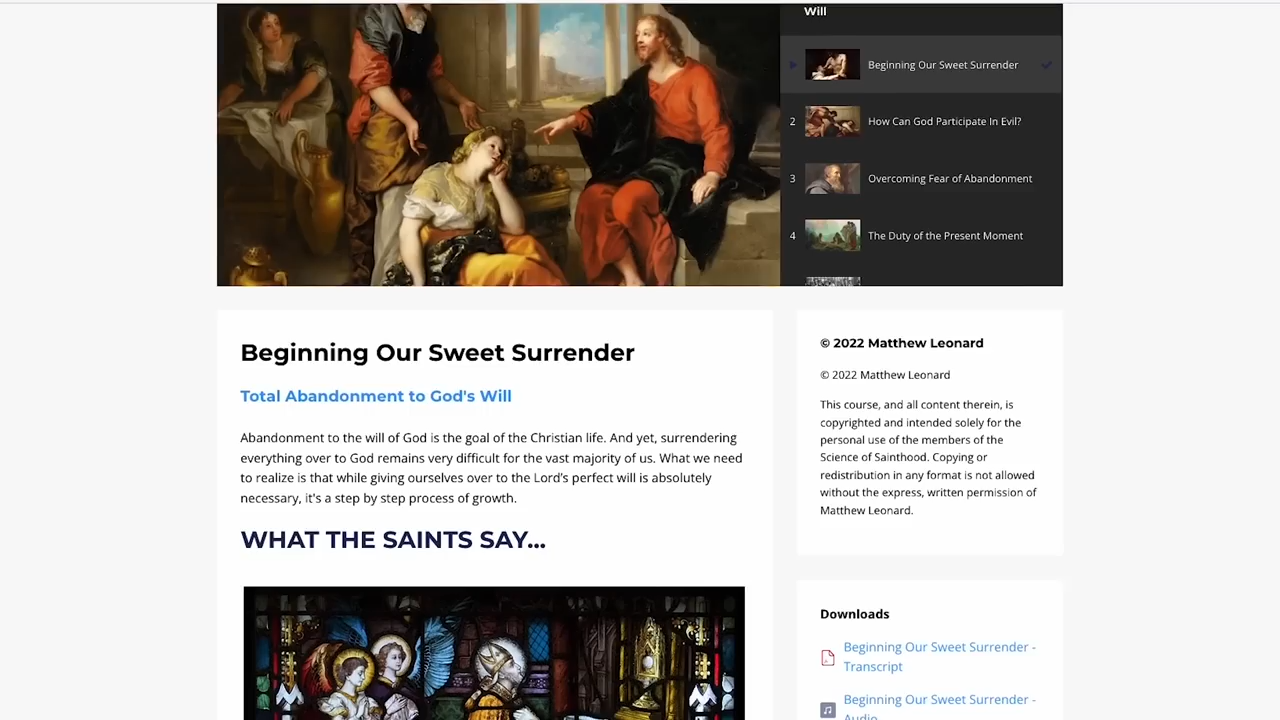 Will
Beginning Our Sweet Surrender
2
How Can God Participate In Evil?
3
Overcoming Fear of Abandonment
4
The Duty of the Present Moment
Beginning Our Sweet Surrender
Total Abandonment to God's Will
Abandonment to the will of God is the goal of the Christian life. And yet, surrendering
everything over to God remains very difficult for the vast majority of us. What we need
to realize is that while giving ourselves over to the Lord's perfect will is absolutely
necessary, it's a step by step process of growth.
WHAT THE SAINTS SAY...
© 2022 Matthew Leonard
© 2022 Matthew Leonard
This course, and all content therein, is
copyrighted and intended solely for the
personal use of the members of the
Science of Sainthood. Copying or
redistribution in any format is not allowed
without the express, written permission of
Matthew Leonard.
Downloads
Beginning Our Sweet Surrender -
Transcript
Beginning Our Sweet Surrender -
Audio